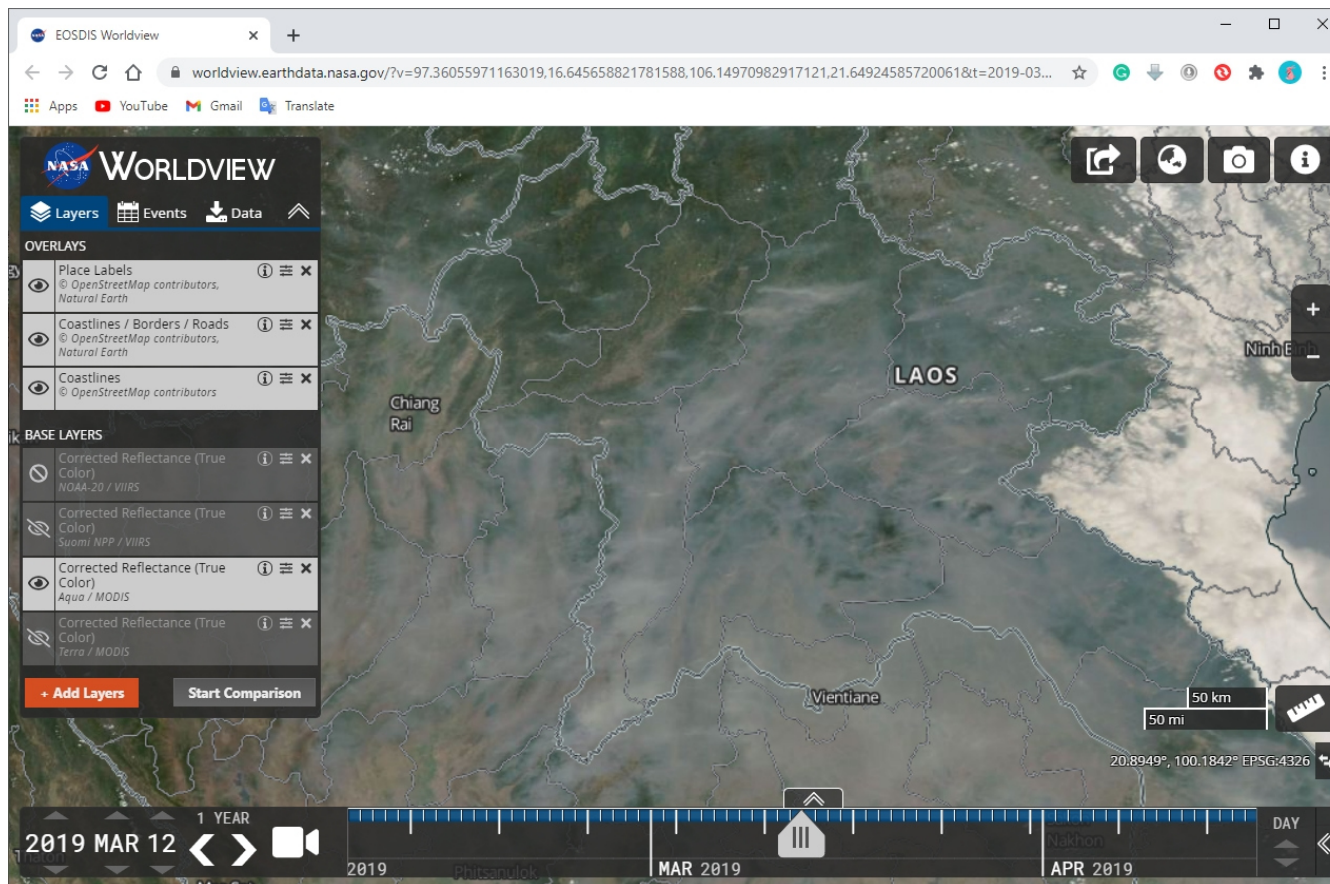 EOSDIS Worldview
worldview.earthdata.nasa.gov/?v=97.36055971163019,16.645658821781588,106.14970982917121,21.64924585720061&t=2019-03...
Apps YouTube Gmail Translate
NASA WORLDVIEW
Layers Events Data
OVERLAYS
Place Labels
© OpenStreetMap contributors,
Natural Earth
Coastlines / Borders / Roads
© OpenStreetMap contributors,
Natural Earth
Coastlines
© OpenStreetMap contributors
BASE LAYERS
Corrected Reflectance (True
Color)
NOAA-20 / VIIRS
Corrected Reflectance (True
Color)
Suomi NPP / VIIRS
Corrected Reflectance (True
Color)
Aqua / MODIS
Corrected Reflectance (True
Color)
Terra / MODIS
+ Add Layers Start Comparison
LAOS
Chiang
Rai
Vientiane
50 km
50 mi
20.8949°, 100.1842° EPSG:4326
1 YEAR
2019 MAR 12
DAY
2019
MAR 2019
APR 2019
Phitsanulok
Nakhon